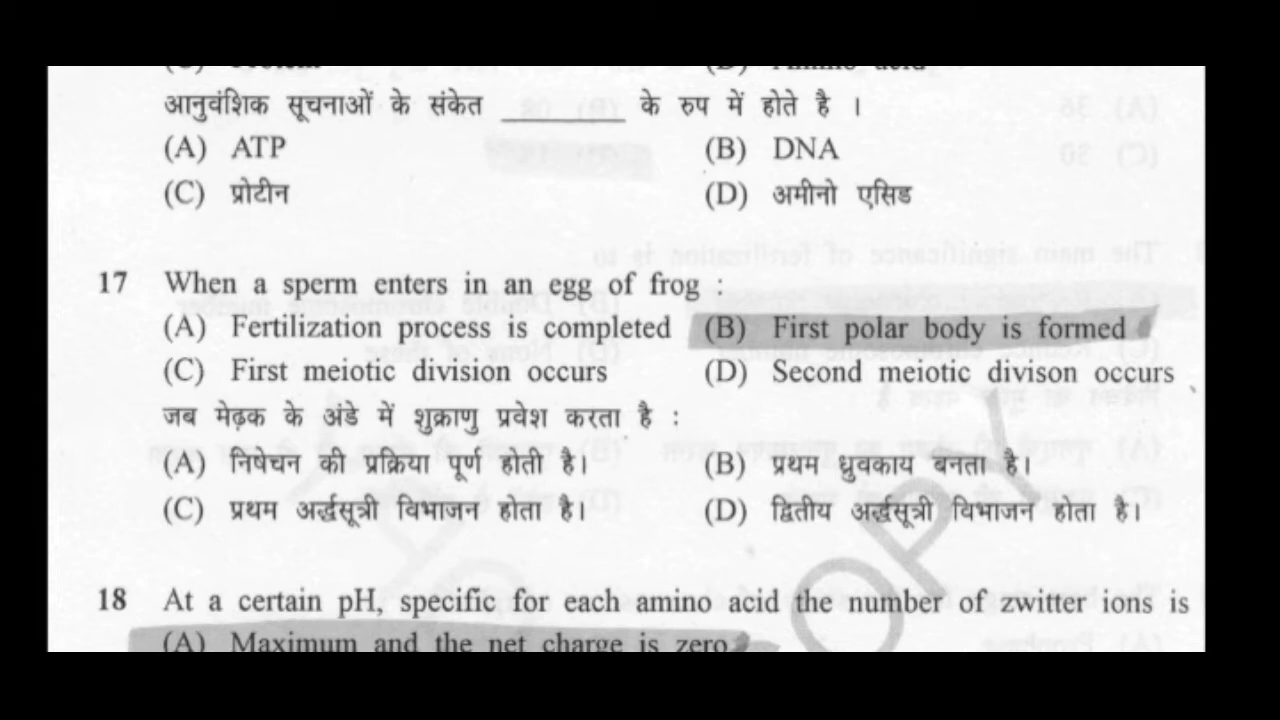 आनुवंशिक सूचनाओं के संकेत ________ के रुप में होते है ।
(A) ATP (B) DNA
(C) प्रोटीन (D) अमीनो एसिड
17 When a sperm enters in an egg of frog :
(A) Fertilization process is completed (B) First polar body is formed
(C) First meiotic division occurs (D) Second meiotic divison occurs
जब मेढ़क के अंडे में शुक्राणु प्रवेश करता है :
(A) निषेचन की प्रक्रिया पूर्ण होती है। (B) प्रथम ध्रुवकाय बनता है।
(C) प्रथम अर्द्धसूत्री विभाजन होता है। (D) द्वितीय अर्द्धसूत्री विभाजन होता है।
18 At a certain pH, specific for each amino acid the number of zwitter ions is
(A) Maximum and the net charge is zero